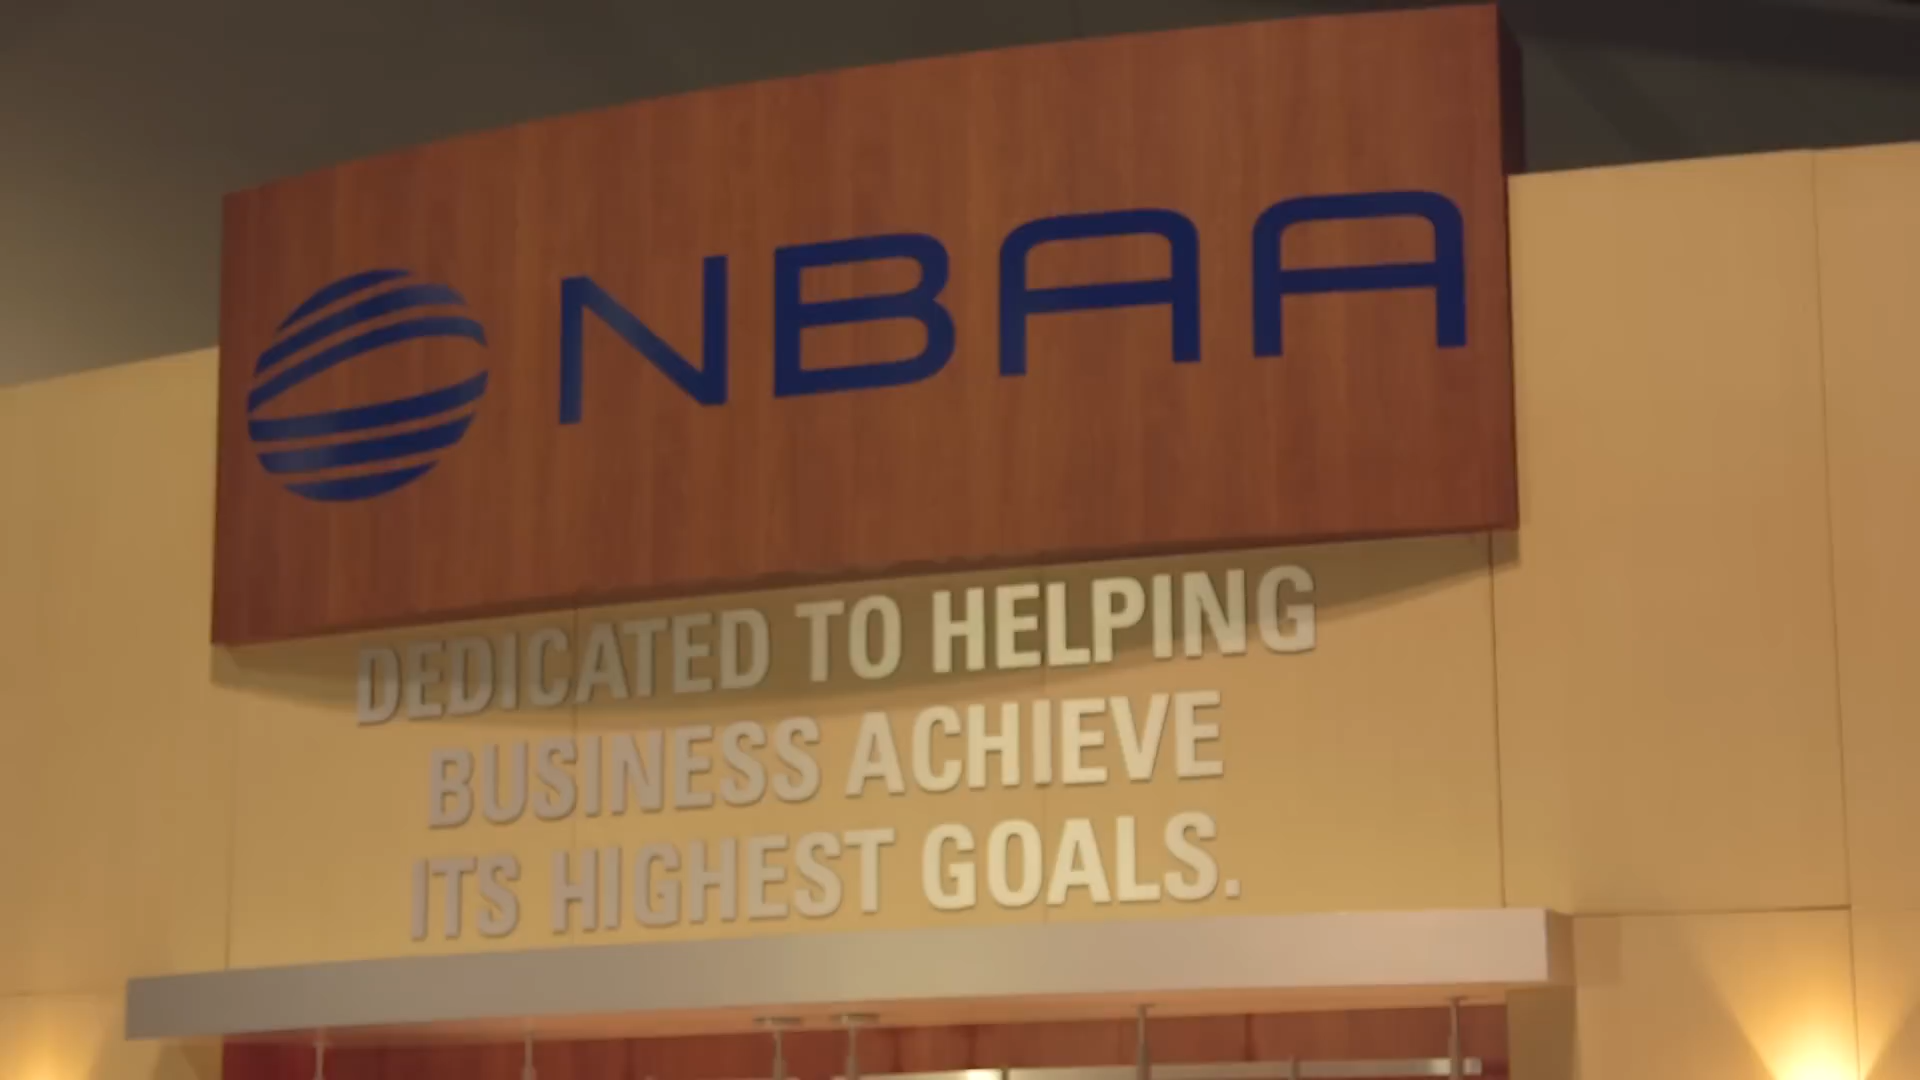 NBAA
DEDICATED TO HELPING
BUSINESS ACHIEVE
ITS HIGHEST GOALS.